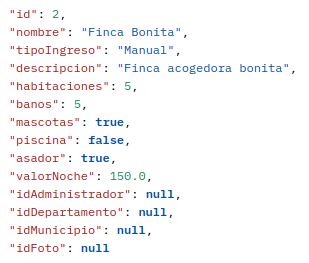 "id": 2,
"nombre": "Finca Bonita",
"tipoIngreso": "Manual",
"descripcion": "Finca acogedora bonita",
"habitaciones": 5,
"banos": 5,
"mascotas": true,
"piscina": false,
"asador": true,
"valorNoche": 150.0,
"idAdministrador": null,
"idDepartamento": null,
"idMunicipio": null,
"idFoto": null